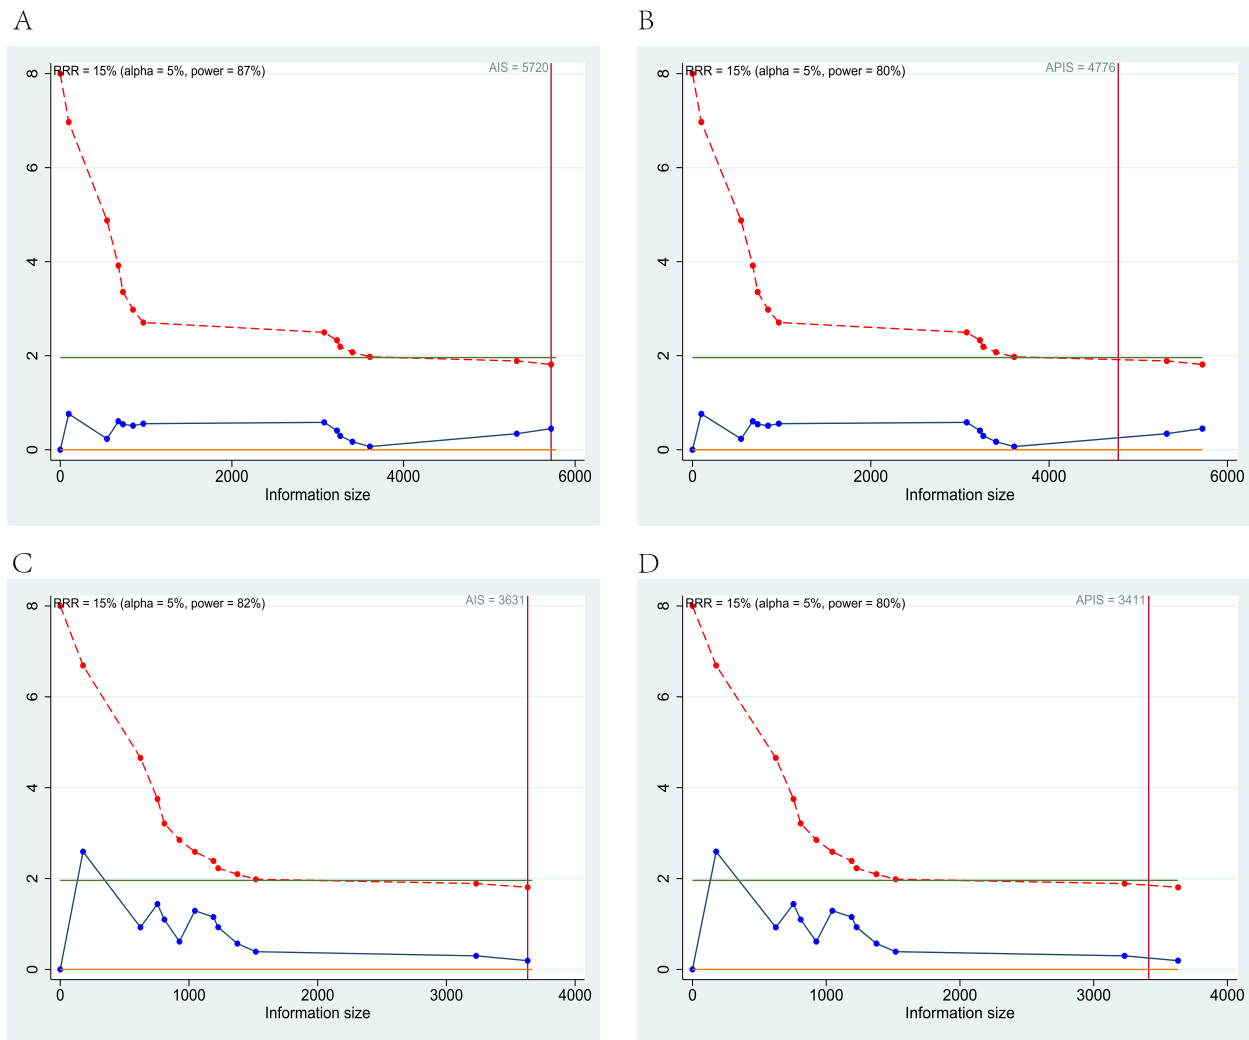 A
RRR = 15% (alpha = 5%, power = 87%)
AIS = 5720
8
6
4
2
0
0 2000 4000 6000
Information size
B
RRR = 15% (alpha = 5%, power = 80%)
APIS = 4776
8
6
4
2
0
0 2000 4000 6000
Information size
C
RRR = 15% (alpha = 5%, power = 82%)
AIS = 3631
8
6
4
2
0
0 1000 2000 3000 4000
Information size
D
RRR = 15% (alpha = 5%, power = 80%)
APIS = 3411
8
6
4
2
0
0 1000 2000 3000 4000
Information size